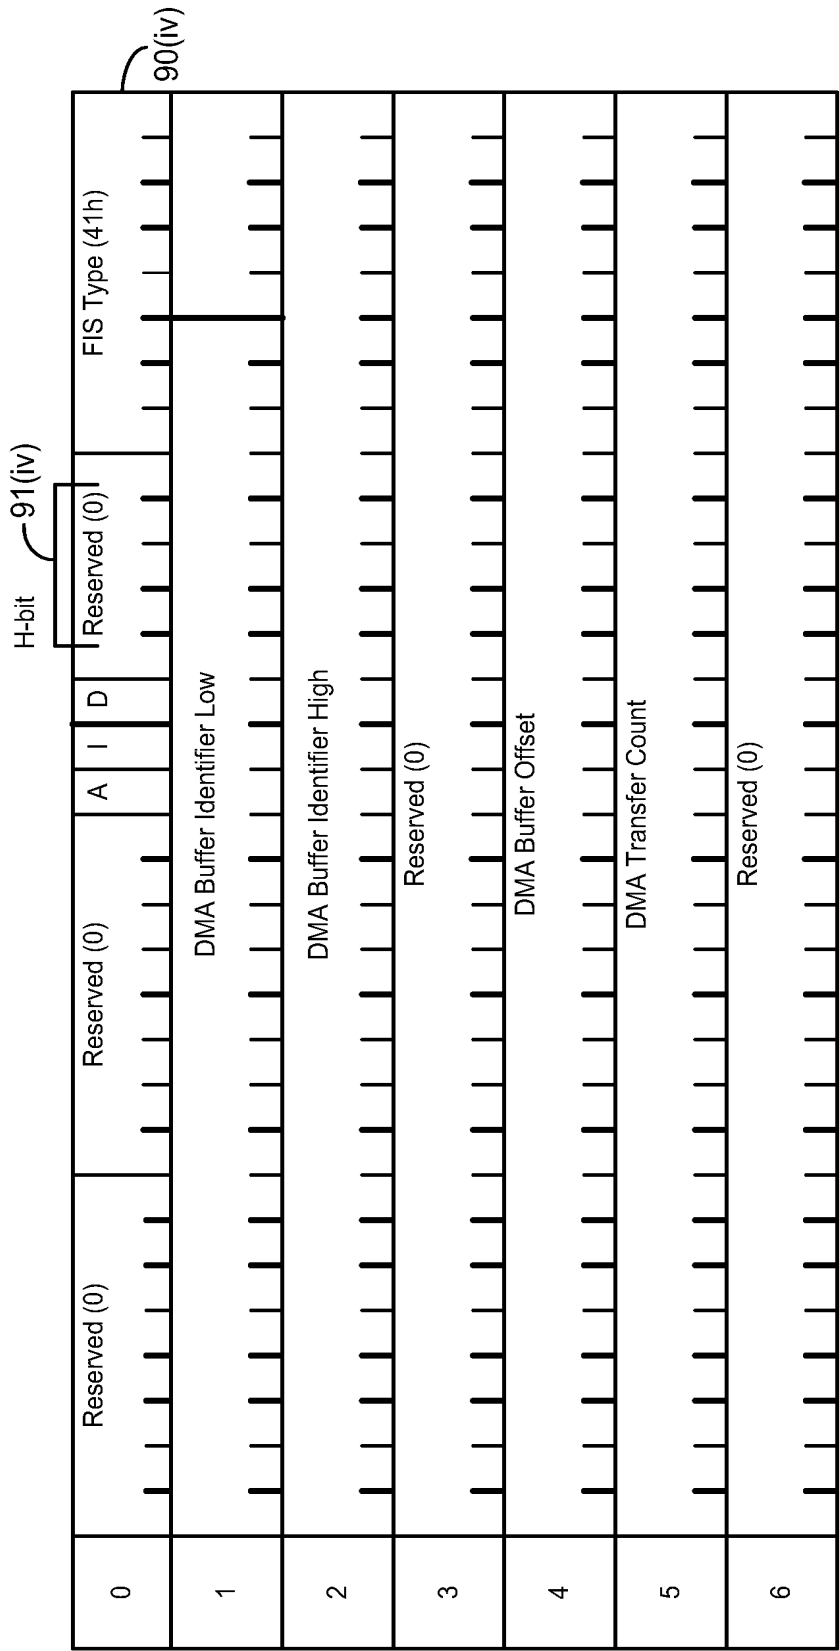 H-bit
91(iv)
90(iv)
0
Reserved (0)
Reserved (0)
A
I
D
Reserved (0)
FIS Type (41h)
1
DMA Buffer Identifier Low
2
DMA Buffer Identifier High
3
Reserved (0)
4
DMA Buffer Offset
5
DMA Transfer Count
6
Reserved (0)